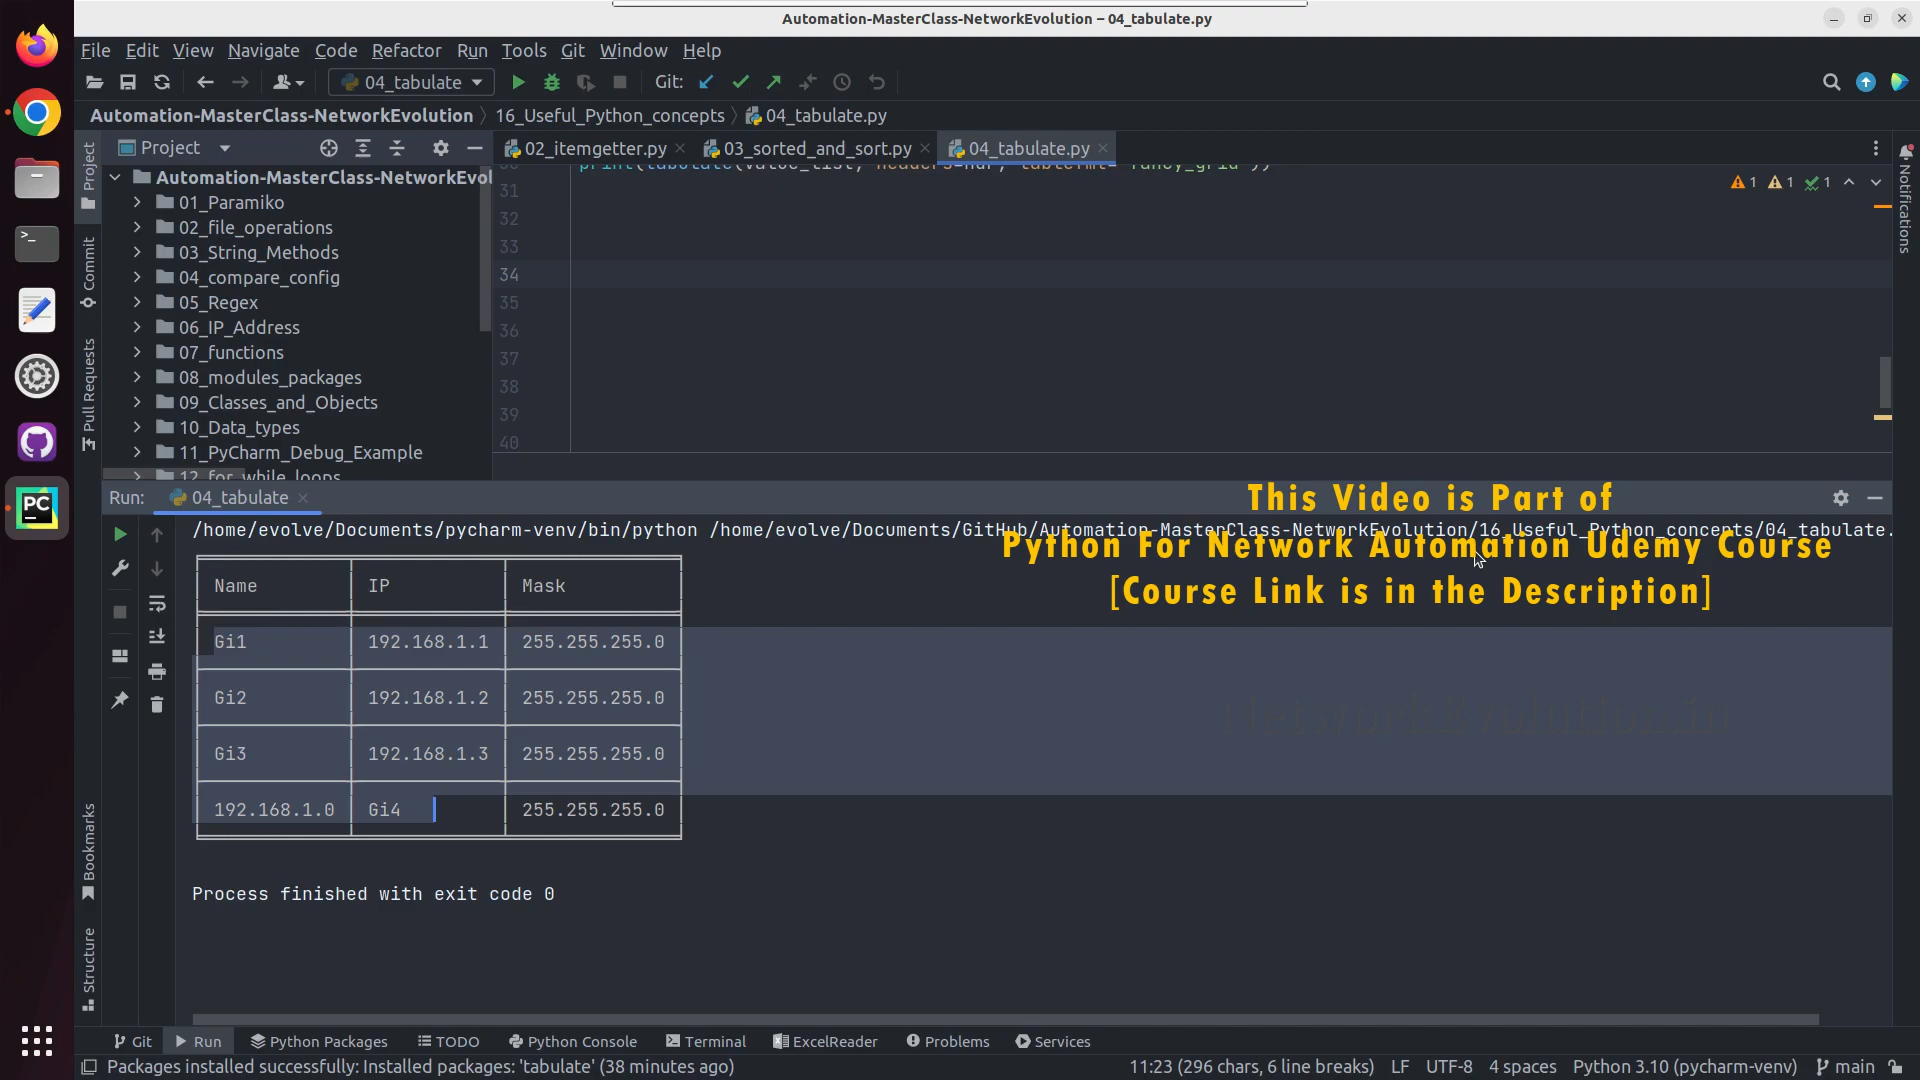 Automation-MasterClass-NetworkEvolution – 04_tabulate.py
File Edit View Navigate Code Refactor Run Tools Git Window Help
04_tabulate Git:
Automation-MasterClass-NetworkEvolution 16_Useful_Python_concepts 04_tabulate.py
Project
02_itemgetter.py 03_sorted_and_sort.py 04_tabulate.py
Project
Commit
Pull Requests
Bookmarks
Structure
Notifications
Automation-MasterClass-NetworkEvol
01_Paramiko
02_file_operations
03_String_Methods
04_compare_config
05_Regex
06_IP_Address
07_functions
08_modules_packages
09_Classes_and_Objects
10_Data_types
11_PyCharm_Debug_Example
12_for_while_loops
1 1 1
31
32
33
34
35
36
37
38
39
40
Run: 04_tabulate
This Video is Part of
Python For Network Automation Udemy Course
[Course Link is in the Description]
/home/evolve/Documents/pycharm-venv/bin/python /home/evolve/Documents/GitHub/Automation-MasterClass-NetworkEvolution/16_Useful_Python_concepts/04_tabulate.
Name IP Mask
Gi1 192.168.1.1 255.255.255.0
Gi2 192.168.1.2 255.255.255.0
Gi3 192.168.1.3 255.255.255.0
192.168.1.0 Gi4 255.255.255.0
Process finished with exit code 0
Git Run Python Packages TODO Python Console Terminal ExcelReader Problems Services
Packages installed successfully: Installed packages: 'tabulate' (38 minutes ago) 11:23 (296 chars, 6 line breaks) LF UTF-8 4 spaces Python 3.10 (pycharm-venv) main
PC